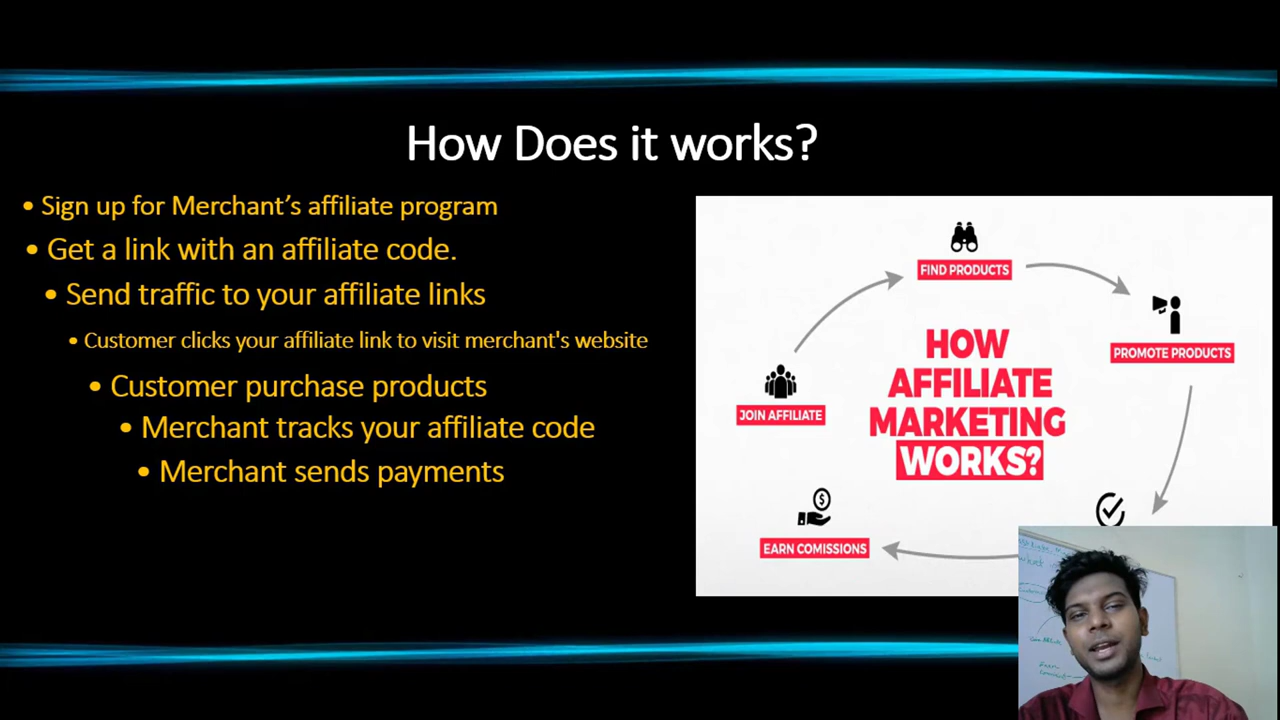 How Does it works?
• Sign up for Merchant’s affiliate program
• Get a link with an affiliate code.
• Send traffic to your affiliate links
• Customer clicks your affiliate link to visit merchant's website
• Customer purchase products
• Merchant tracks your affiliate code
• Merchant sends payments
FIND PRODUCTS
PROMOTE PRODUCTS
JOIN AFFILIATE
HOW
AFFILIATE
MARKETING
WORKS?
EARN COMISSIONS